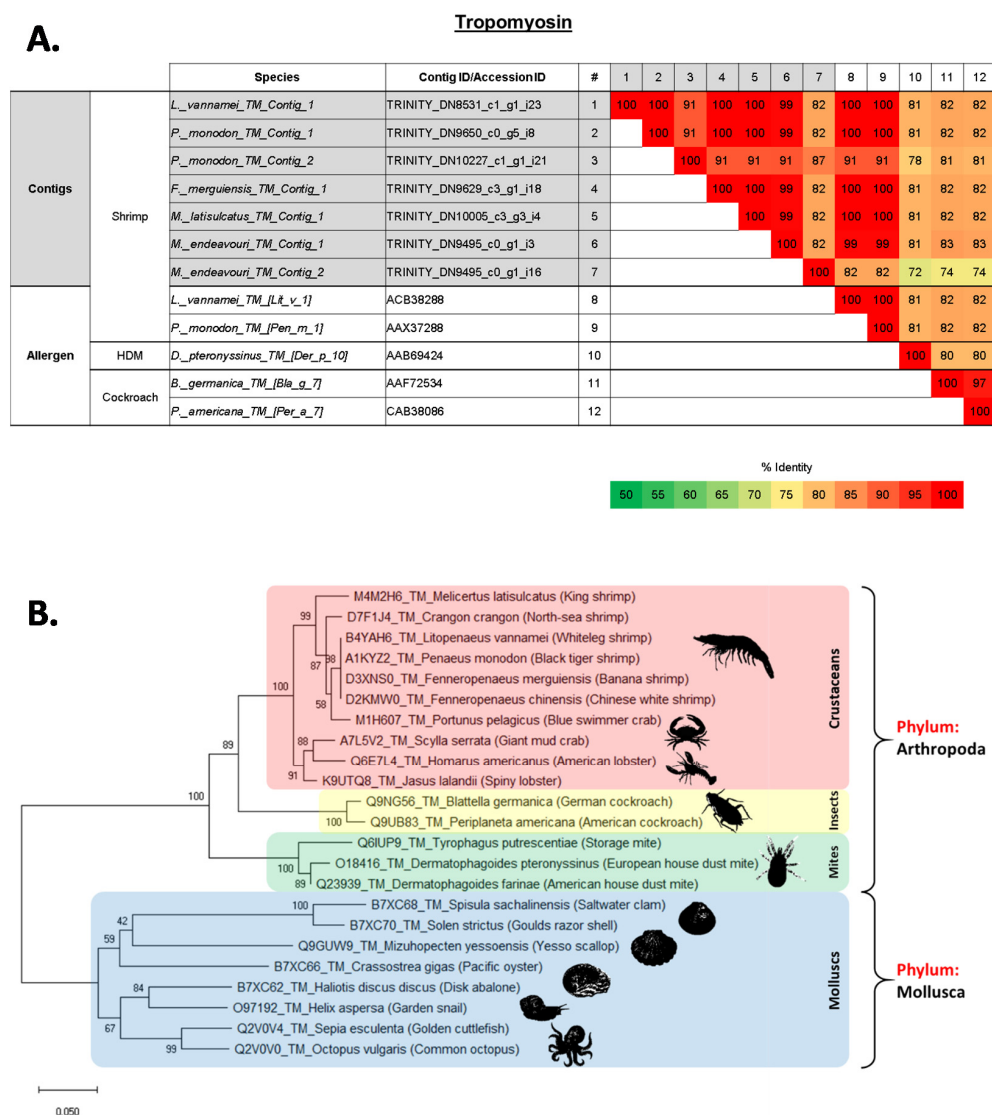 Tropomyosin
A.
Species Contig ID/Accession ID # 1 2 3 4 5 6 7 8 9 10 11 12
Contigs Shrimp L._vannamei_TM_Contig_1 TRINITY_DN8531_c1_g1_i23 1 100 100 91 100 100 99 82 100 100 81 82 82
P._monodon_TM_Contig_1 TRINITY_DN9650_c0_g5_i8 2 100 91 100 100 99 82 100 100 81 82 82
P._monodon_TM_Contig_2 TRINITY_DN10227_c1_g1_i21 3 100 91 91 91 87 91 91 78 81 81
F._merguiensis_TM_Contig_1 TRINITY_DN9629_c3_g1_i18 4 100 100 99 82 100 100 81 82 82
M._latisulcatus_TM_Contig_1 TRINITY_DN10005_c3_g3_i4 5 100 99 82 100 100 81 82 82
M._endeavouri_TM_Contig_1 TRINITY_DN9495_c0_g1_i3 6 100 82 99 99 81 83 83
M._endeavouri_TM_Contig_2 TRINITY_DN9495_c0_g1_i16 7 100 82 82 72 74 74
Allergen L._vannamei_TM_[Lit_v_1] ACB38288 8 100 100 81 82 82
P._monodon_TM_[Pen_m_1] AAX37288 9 100 81 82 82
HDM D._pteronyssinus_TM_[Der_p_10] AAB69424 10 100 80 80
Cockroach B._germanica_TM_[Bla_g_7] AAF72534 11 100 97
P._americana_TM_[Per_a_7] CAB38086 12 100
% Identity
50 55 60 65 70 75 80 85 90 95 100
B.
M4M2H6_TM_Melicertus latisulcatus (King shrimp)
99 D7F1J4_TM_Crangon crangon (North-sea shrimp)
B4YAH6_TM_Litopenaeus vannamei (Whiteleg shrimp)
87 98 A1KYZ2_TM_Penaeus monodon (Black tiger shrimp)
100 D3XNS0_TM_Fenneropenaeus merguiensis (Banana shrimp)
58 D2KMW0_TM_Fenneropenaeus chinensis (Chinese white shrimp)
M1H607_TM_Portunus pelagicus (Blue swimmer crab)
89 88 A7L5V2_TM_Scylla serrata (Giant mud crab)
Q6E7L4_TM_Homarus americanus (American lobster)
91 K9UTQ8_TM_Jasus lalandii (Spiny lobster)
Crustaceans
100 Q9NG56_TM_Blattella germanica (German cockroach)
100 Q9UB83_TM_Periplaneta americana (American cockroach)
Insects
Q6IUP9_TM_Tyrophagus putrescentiae (Storage mite)
100 O18416_TM_Dermatophagoides pteronyssinus (European house dust mite)
89 Q23939_TM_Dermatophagoides farinae (American house dust mite)
Mites
Phylum:
Arthropoda
100 B7XC68_TM_Spisula sachalinensis (Saltwater clam)
42 B7XC70_TM_Solen strictus (Goulds razor shell)
59 Q9GUW9_TM_Mizuhopecten yessoensis (Yesso scallop)
B7XC66_TM_Crassostrea gigas (Pacific oyster)
84 B7XC62_TM_Haliotis discus discus (Disk abalone)
O97192_TM_Helix aspersa (Garden snail)
67 Q2V0V4_TM_Sepia esculenta (Golden cuttlefish)
99 Q2V0V0_TM_Octopus vulgaris (Common octopus)
Molluscs
Phylum:
Mollusca
0.050